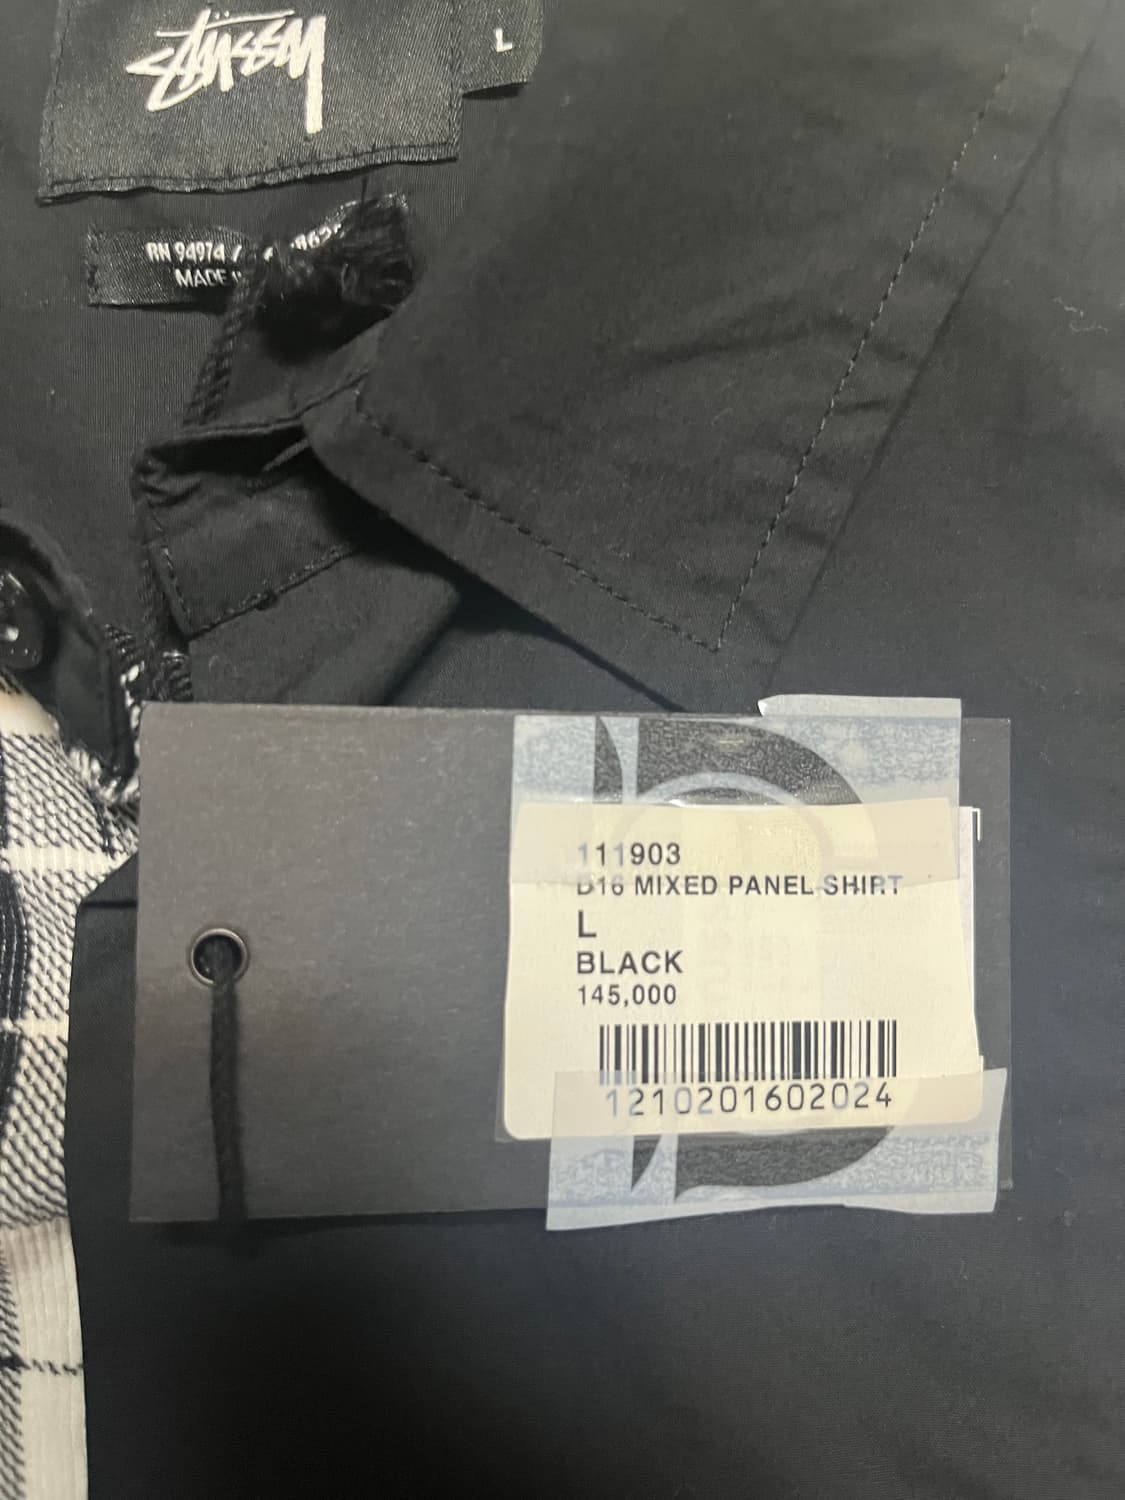 STÜSSY
L
RN 94974 /
MADE
111903
D16 MIXED PANEL SHIRT
L
BLACK
145,000
1210201602024